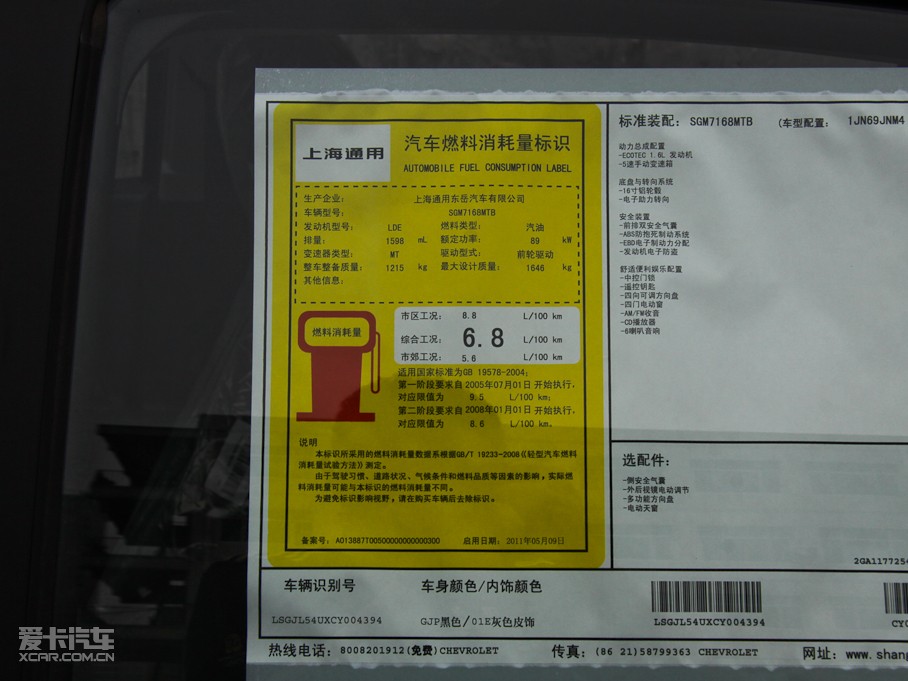 上海通用
汽车燃料消耗量标识
AUTOMOBILE FUEL CONSUMPTION LABEL
生产企业: 上海通用东岳汽车有限公司
车辆型号: SGM7168MTB
发动机型号: LDE 燃料类型: 汽油
排量: 1598 mL 额定功率: 89 kW
变速器类型: MT 驱动型式: 前轮驱动
整车整备质量: 1215 kg 最大设计质量: 1646 kg
其他信息:
燃料消耗量
市区工况: 8.8 L/100 km
综合工况: 6.8 L/100 km
市郊工况: 5.6 L/100 km
适用国家标准为GB 19578-2004;
第一阶段要求自2005年07月01日 开始执行,
对应限值为 9.5 L/100 km;
第二阶段要求自2008年01月01日 开始执行,
对应限值为 8.6 L/100 km。
说明
本标识所采用的燃料消耗量数据系根据GB/T 19233-2008《轻型汽车燃
料消耗量试验方法》测定。
由于驾驶习惯、道路状况、气候条件和燃料品质等因素的影响,实际燃
料消耗量可能与本标识的燃料消耗量不同。
为避免标识影响视野,请在购买车辆后去除标识。
备案号: A013887T00500000000000300 启用日期: 2011年05月09日
标准装配: SGM7168MTB (车型配置: 1JN69JNM4
动力总成配置
-ECOTEC 1.6L 发动机
-5速手动变速箱
底盘与转向系统
-16寸铝轮毂
-电子助力转向
安全装置
-前排双安全气囊
-ABS防抱死制动系统
-EBD电子制动力分配
-发动机电子防盗
舒适便利娱乐配置
-中控门锁
-遥控钥匙
-四向可调方向盘
-四门电动窗
-AM/FM收音
-CD播放器
-6喇叭音响
选配件:
-侧安全气囊
-外后视镜电动调节
-多功能方向盘
-电动天窗
2GA117725
车辆识别号 车身颜色/内饰颜色
LSGJL54UXCY004394 GJP黑色/01E灰色皮饰 LSGJL54UXCY004394
热线电话: 8008201912(免费)CHEVROLET 传真: (86 21)58799363 CHEVROLET 网址: www.shang
爱卡汽车
XCAR.COM.CN